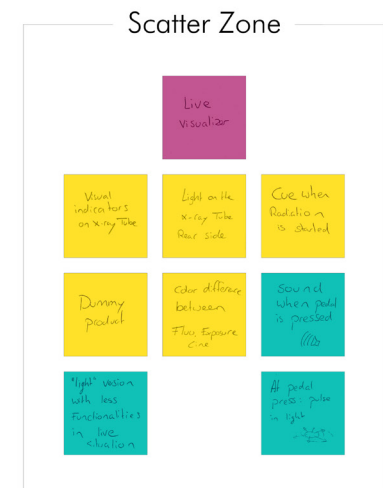 Scatter Zone
Live
visualizer
Visual
indicators
on x-ray Tube
Light on the
x-ray Tube
Rear side
Cue when
Radiation
is started
Dummy
product
Color difference
between
Fluo, Exposure
Cine
Sound
when pedal
is pressed
"light" version
with less
Functionalities
in live
situation
At pedal
press: pulse
in light